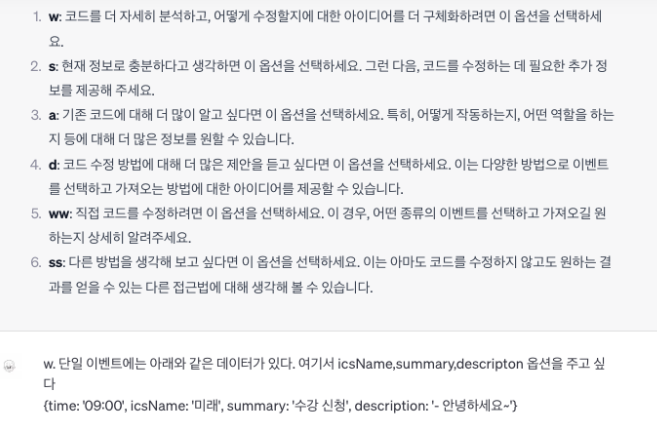 1. w: 코드를 더 자세히 분석하고, 어떻게 수정할지에 대한 아이디어를 더 구체화하려면 이 옵션을 선택하세
요.
2. s: 현재 정보로 충분하다고 생각하면 이 옵션을 선택하세요. 그런 다음, 코드를 수정하는 데 필요한 추가 정
보를 제공해 주세요.
3. a: 기존 코드에 대해 더 많이 알고 싶다면 이 옵션을 선택하세요. 특히, 어떻게 작동하는지, 어떤 역할을 하는
지 등에 대해 더 많은 정보를 원할 수 있습니다.
4. d: 코드 수정 방법에 대해 더 많은 제안을 듣고 싶다면 이 옵션을 선택하세요. 이는 다양한 방법으로 이벤트
를 선택하고 가져오는 방법에 대한 아이디어를 제공할 수 있습니다.
5. ww: 직접 코드를 수정하려면 이 옵션을 선택하세요. 이 경우, 어떤 종류의 이벤트를 선택하고 가져오길 원
하는지 상세히 알려주세요.
6. ss: 다른 방법을 생각해 보고 싶다면 이 옵션을 선택하세요. 이는 아마도 코드를 수정하지 않고도 원하는 결
과를 얻을 수 있는 다른 접근법에 대해 생각해 볼 수 있습니다.
w. 단일 이벤트에는 아래와 같은 데이터가 있다. 여기서 icsName,summary,descripton 옵션을 주고 싶
다
{time: '09:00', icsName: '미래', summary: '수강 신청', description: '- 안녕하세요~'}